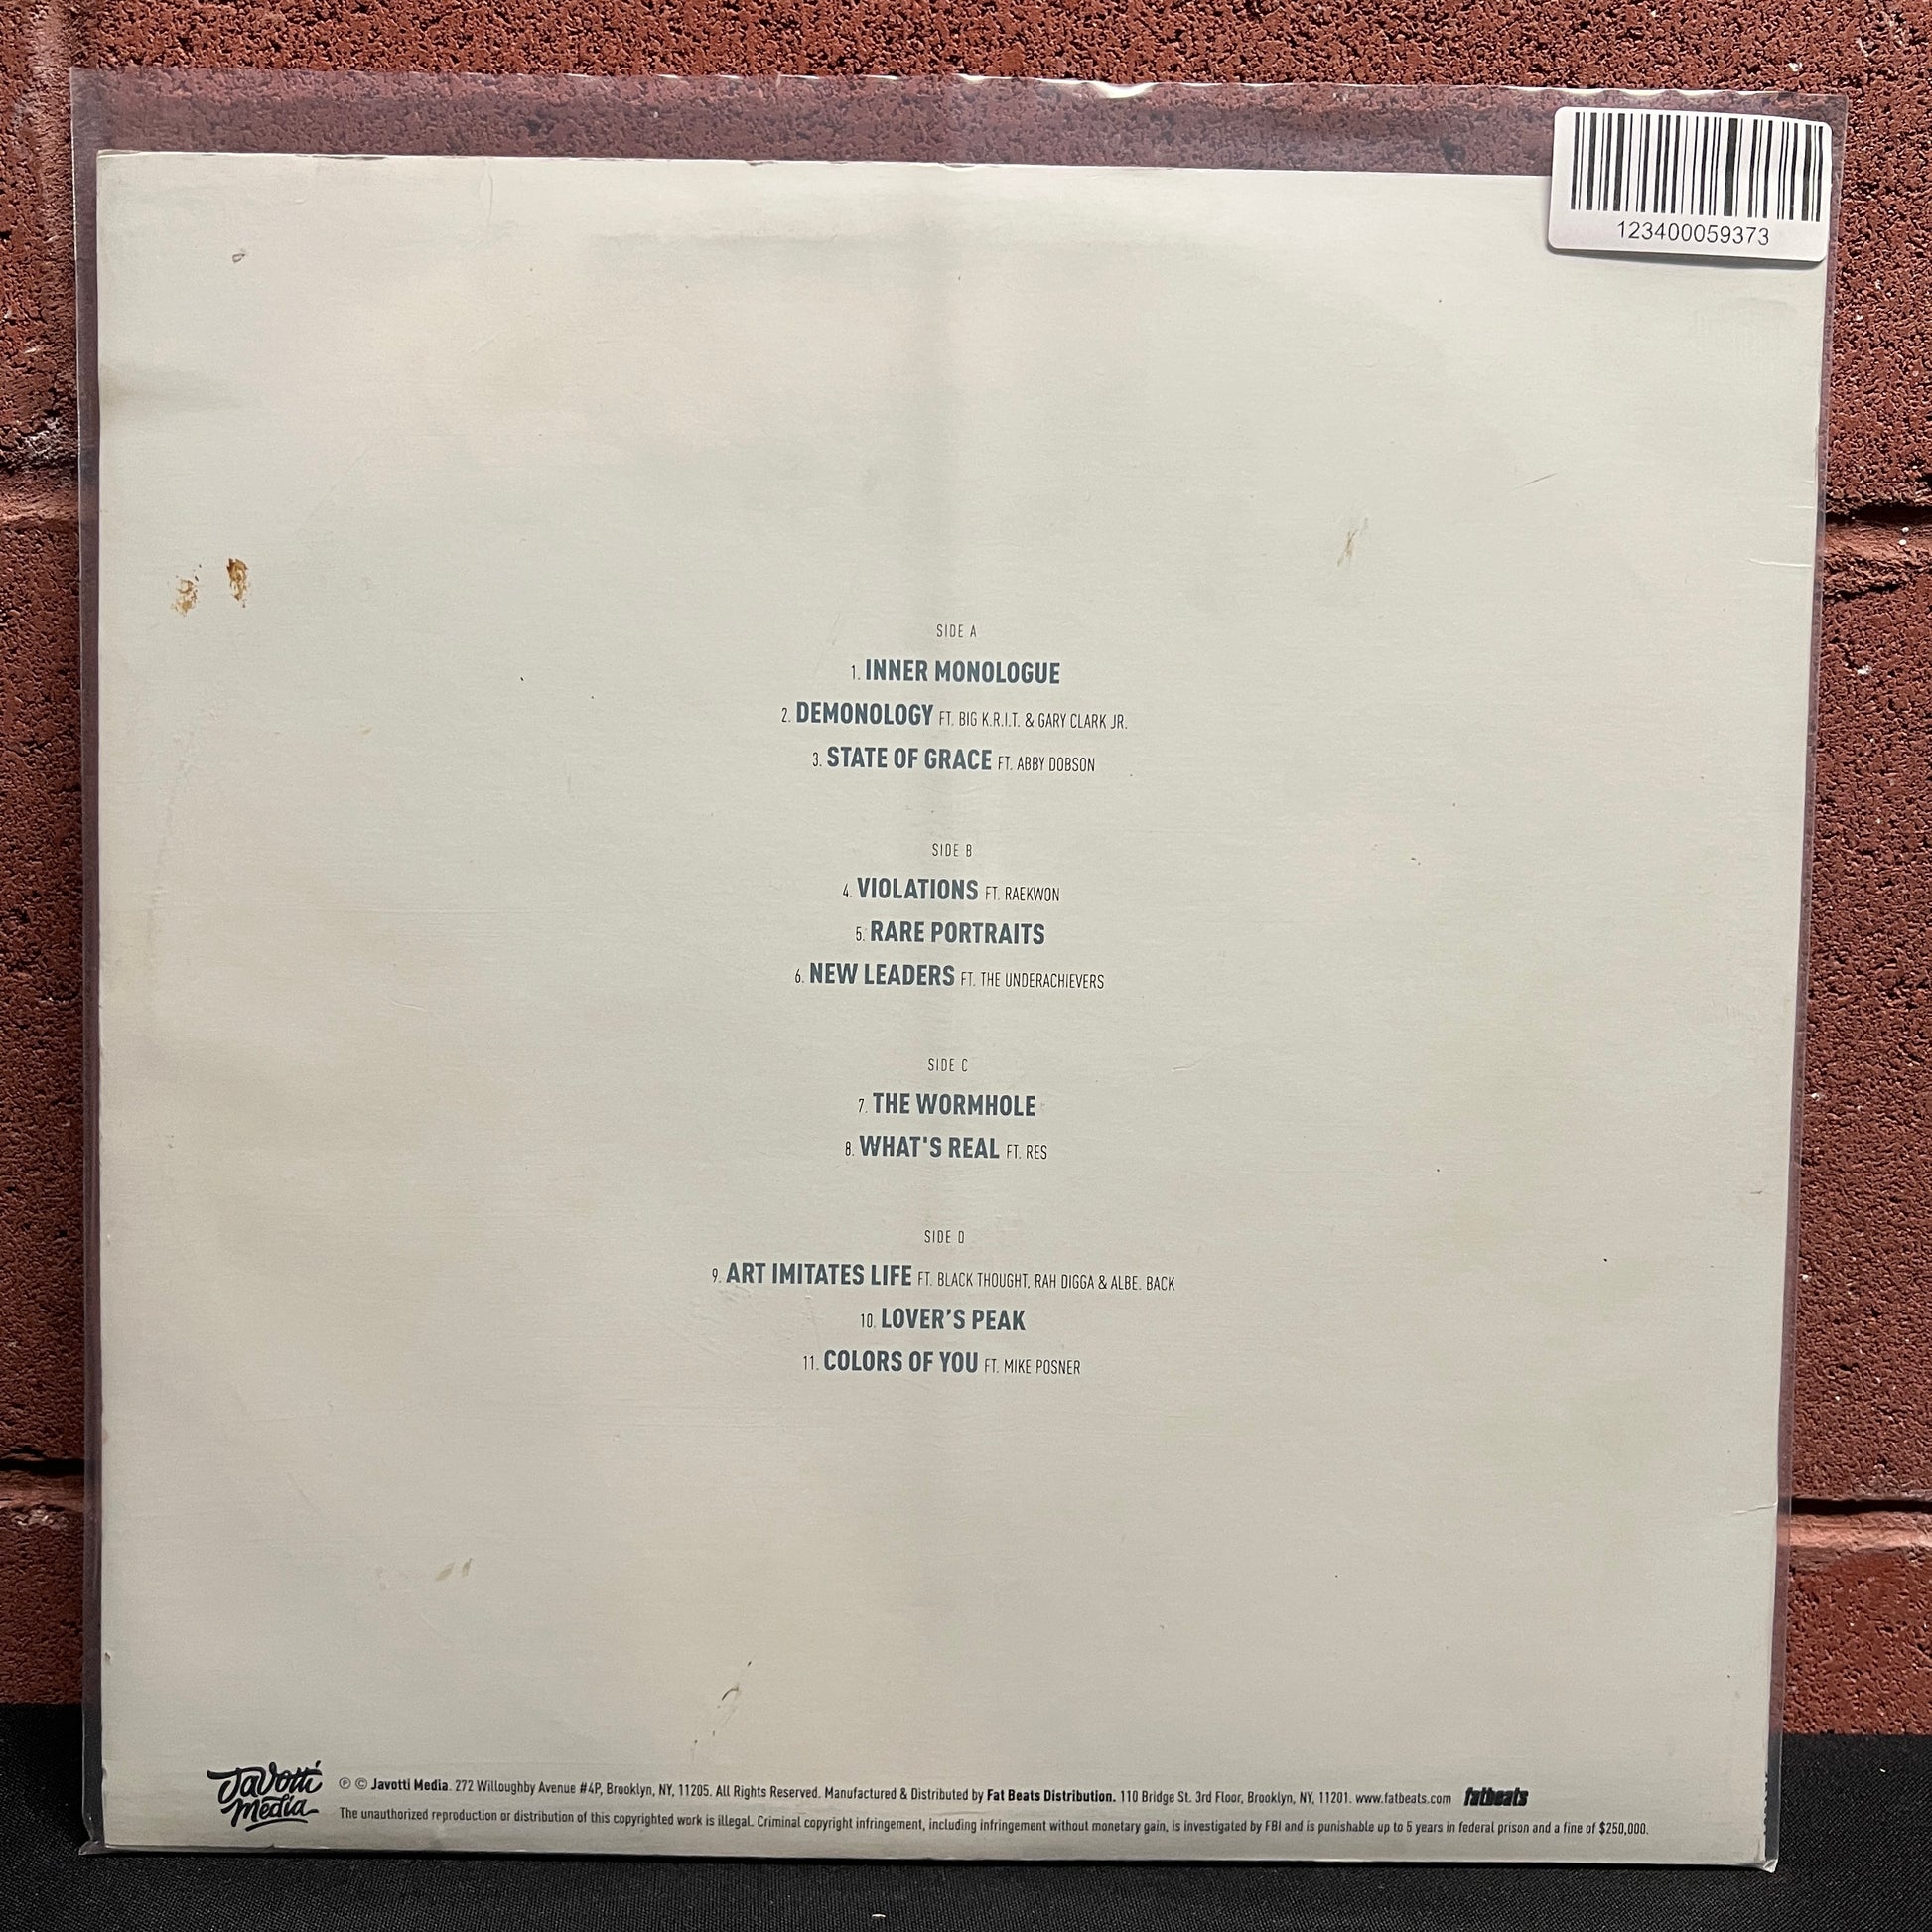 123400059373
SIDE A
1. INNER MONOLOGUE
2. DEMONOLOGY FT. BIG K.R.I.T. & GARY CLARK JR.
3. STATE OF GRACE FT. ABBY DOBSON
SIDE B
4. VIOLATIONS FT. RAEKWON
5. RARE PORTRAITS
6. NEW LEADERS FT. THE UNDERACHIEVERS
SIDE C
7. THE WORMHOLE
8. WHAT'S REAL FT. RES
SIDE D
9. ART IMITATES LIFE FT. BLACK THOUGHT, RAH DIGGA & ALBE. BACK
10. LOVER’S PEAK
11. COLORS OF YOU FT. MIKE POSNER
Javotti
Media
℗ © Javotti Media. 272 Willoughby Avenue #4P, Brooklyn, NY, 11205. All Rights Reserved. Manufactured & Distributed by Fat Beats Distribution. 110 Bridge St. 3rd Floor, Brooklyn, NY, 11201. www.fatbeats.com fatbeats
The unauthorized reproduction or distribution of this copyrighted work is illegal. Criminal copyright infringement, including infringement without monetary gain, is investigated by FBI and is punishable up to 5 years in federal prison and a fine of $250,000.